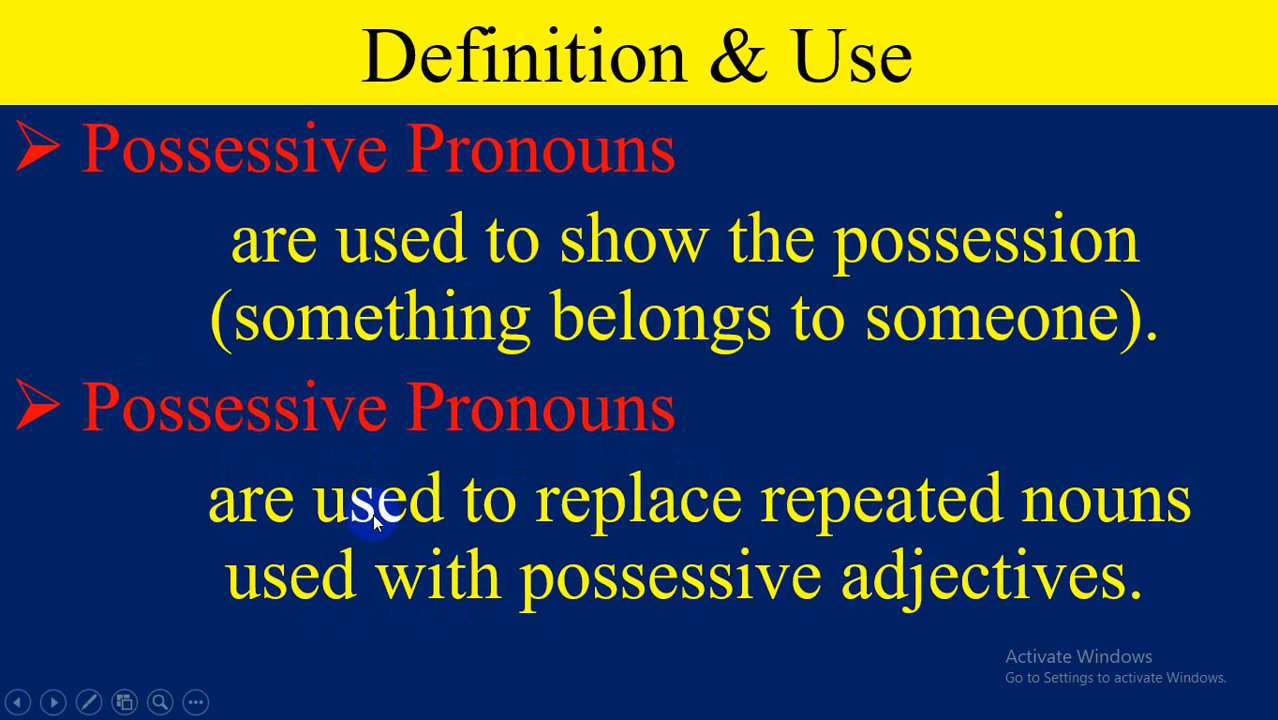 Definition & Use
Possessive Pronouns
are used to show the possession
(something belongs to someone).
Possessive Pronouns
are used to replace repeated nouns
used with possessive adjectives.
Activate Windows
Go to Settings to activate Windows.